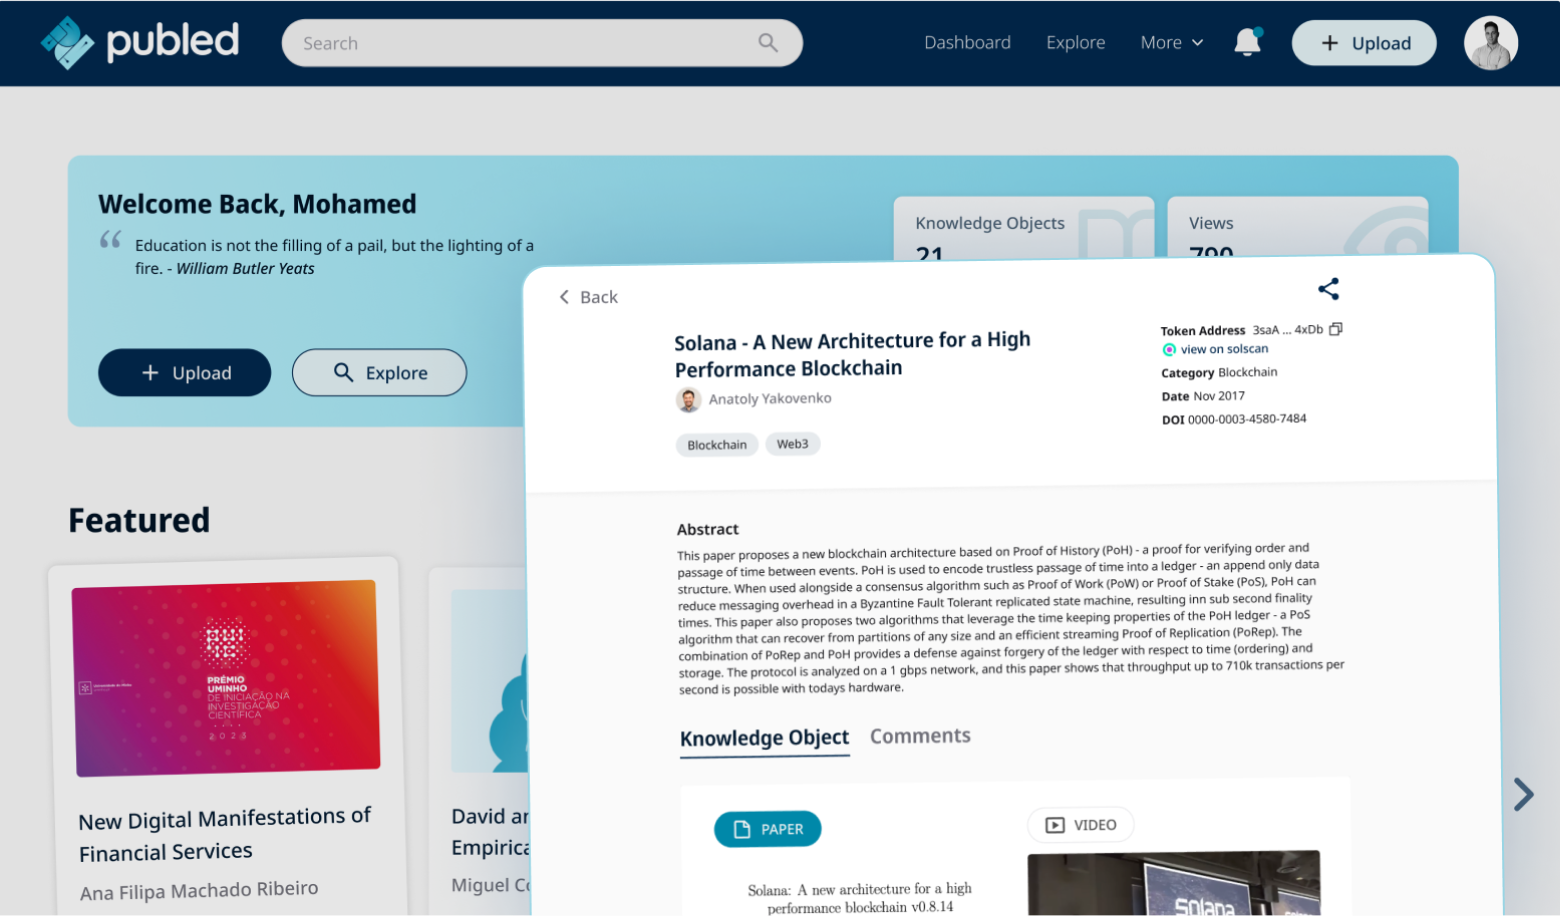 publed
Search
Dashboard
Explore
More
Upload
Welcome Back, Mohamed
“ Education is not the filling of a pail, but the lighting of a
fire. - William Butler Yeats
Upload
Explore
Knowledge Objects
21
Views
790
Featured
PRÉMIO
UMINHO
DE INICIAÇÃO NA
INVESTIGAÇÃO
CIENTÍFICA
2023
New Digital Manifestations of
Financial Services
Ana Filipa Machado Ribeiro
David a
Empirica
Miguel C
Back
Solana - A New Architecture for a High
Performance Blockchain
Anatoly Yakovenko
Blockchain
Web3
Token Address 3saA ... 4xDb
view on solscan
Category Blockchain
Date Nov 2017
DOI 0000-0003-4580-7484
Abstract
This paper proposes a new blockchain architecture based on Proof of History (PoH) - a proof for verifying order and
passage of time between events. PoH is used to encode trustless passage of time into a ledger - an append only data
structure. When used alongside a consensus algorithm such as Proof of Work (PoW) or Proof of Stake (PoS), PoH can
reduce messaging overhead in a Byzantine Fault Tolerant replicated state machine, resulting inn sub second finality
times. This paper also proposes two algorithms that leverage the time keeping properties of the PoH ledger - a PoS
algorithm that can recover from partitions of any size and an efficient streaming Proof of Replication (PoRep). The
combination of PoRep and PoH provides a defense against forgery of the ledger with respect to time (ordering) and
storage. The protocol is analyzed on a 1 gbps network, and this paper shows that throughput up to 710k transactions per
second is possible with todays hardware.
Knowledge Object
Comments
PAPER
VIDEO
Solana: A new architecture for a high
performance blockchain v0.8.14
solana